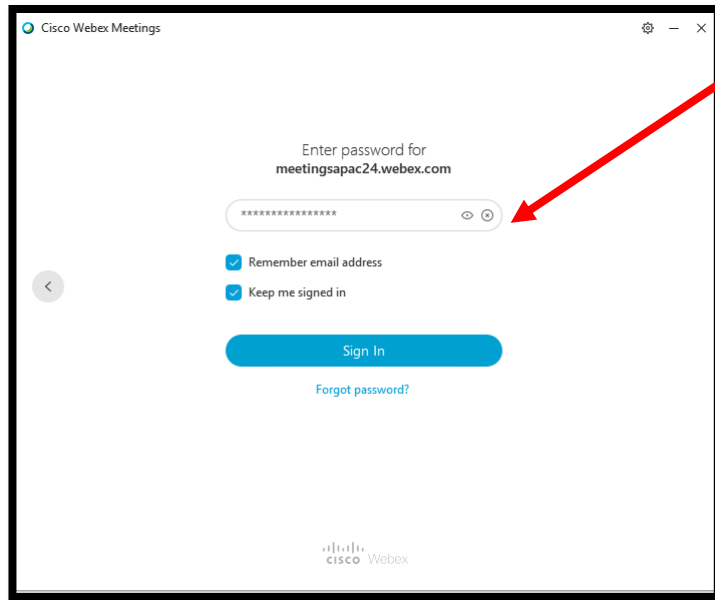 Cisco Webex Meetings
Enter password for
meetingsapac24.webex.com
****************
Remember email address
Keep me signed in
Sign In
Forgot password?
cisco Webex